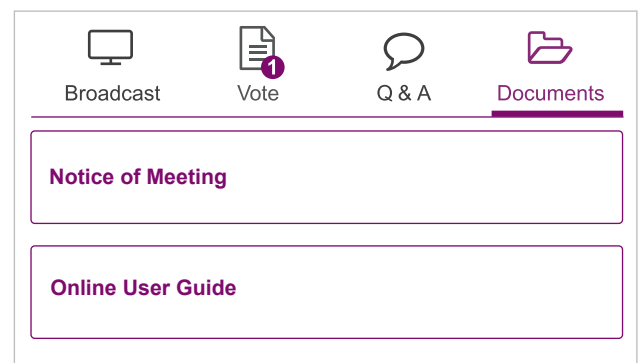 1
Broadcast Vote Q & A Documents
Notice of Meeting
Online User Guide